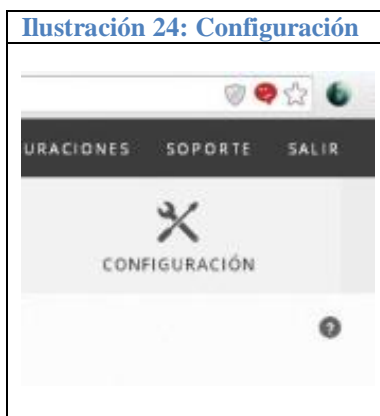 Ilustración 24: Configuración
URACIONES SOPORTE SALIR
CONFIGURACIÓN
?